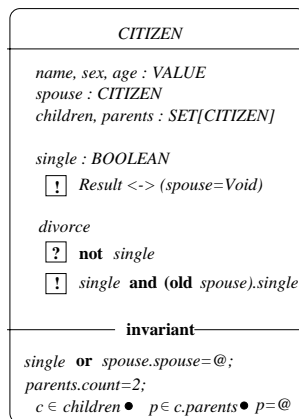 CITIZEN
name, sex, age : VALUE
spouse : CITIZEN
children, parents : SET[CITIZEN]
single : BOOLEAN
! Result <-> (spouse=Void)
divorce
? not single
! single and (old spouse).single
invariant
single or spouse.spouse=@;
parents.count=2;
c ∈ children ● p ∈ c.parents ● p=@